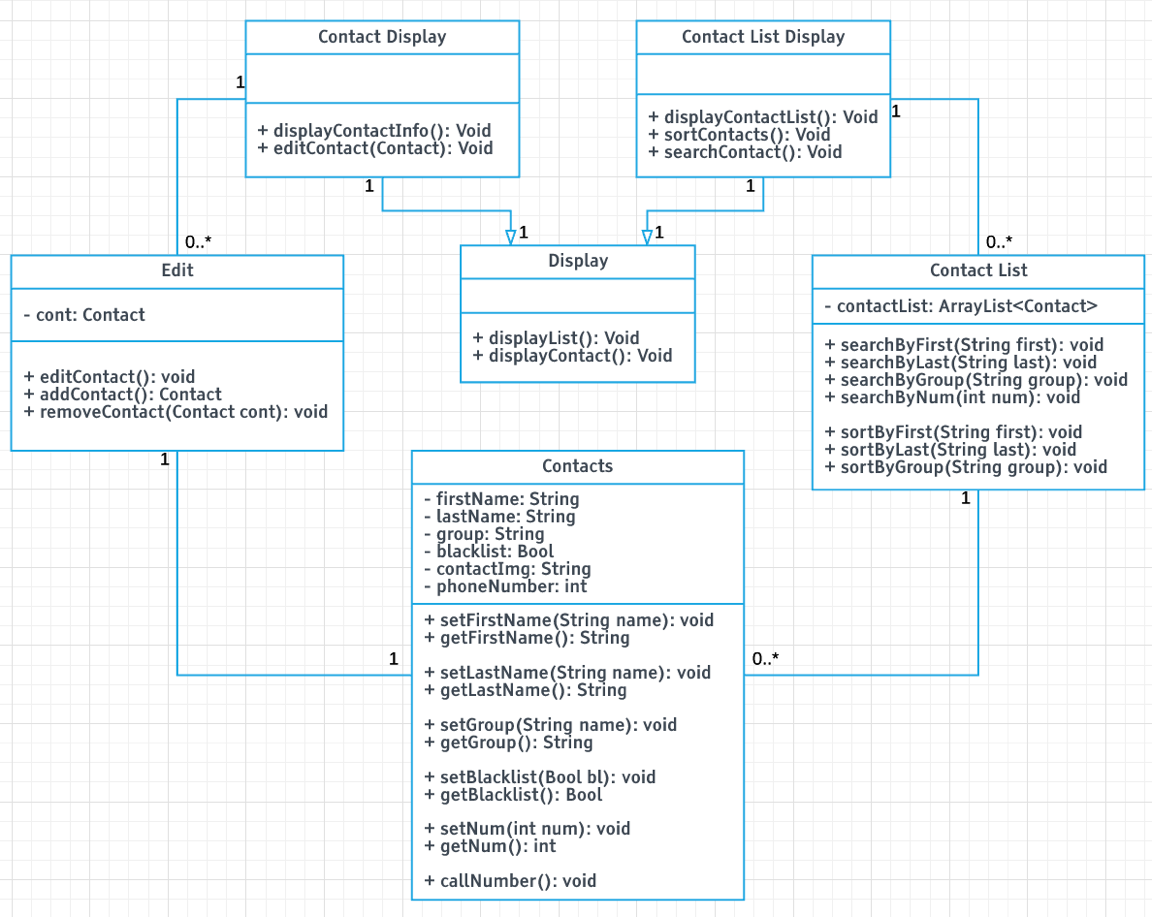 Contact Display
+ displayContactInfo(): Void
+ editContact(Contact): Void
Contact List Display
+ displayContactList(): Void
+ sortContacts(): Void
+ searchContact(): Void
1
1
1
1
1
1
0..*
0..*
Edit
- cont: Contact
+ editContact(): void
+ addContact(): Contact
+ removeContact(Contact cont): void
Display
+ displayList(): Void
+ displayContact(): Void
Contact List
- contactList: ArrayList<Contact>
+ searchByFirst(String first): void
+ searchByLast(String last): void
+ searchByGroup(String group): void
+ searchByNum(int num): void
+ sortByFirst(String first): void
+ sortByLast(String last): void
+ sortByGroup(String group): void
1
1
Contacts
- firstName: String
- lastName: String
- group: String
- blacklist: Bool
- contactImg: String
- phoneNumber: int
+ setFirstName(String name): void
+ getFirstName(): String
+ setLastName(String name): void
+ getLastName(): String
+ setGroup(String name): void
+ getGroup(): String
+ setBlacklist(Bool bl): void
+ getBlacklist(): Bool
+ setNum(int num): void
+ getNum(): int
+ callNumber(): void
1
0..*